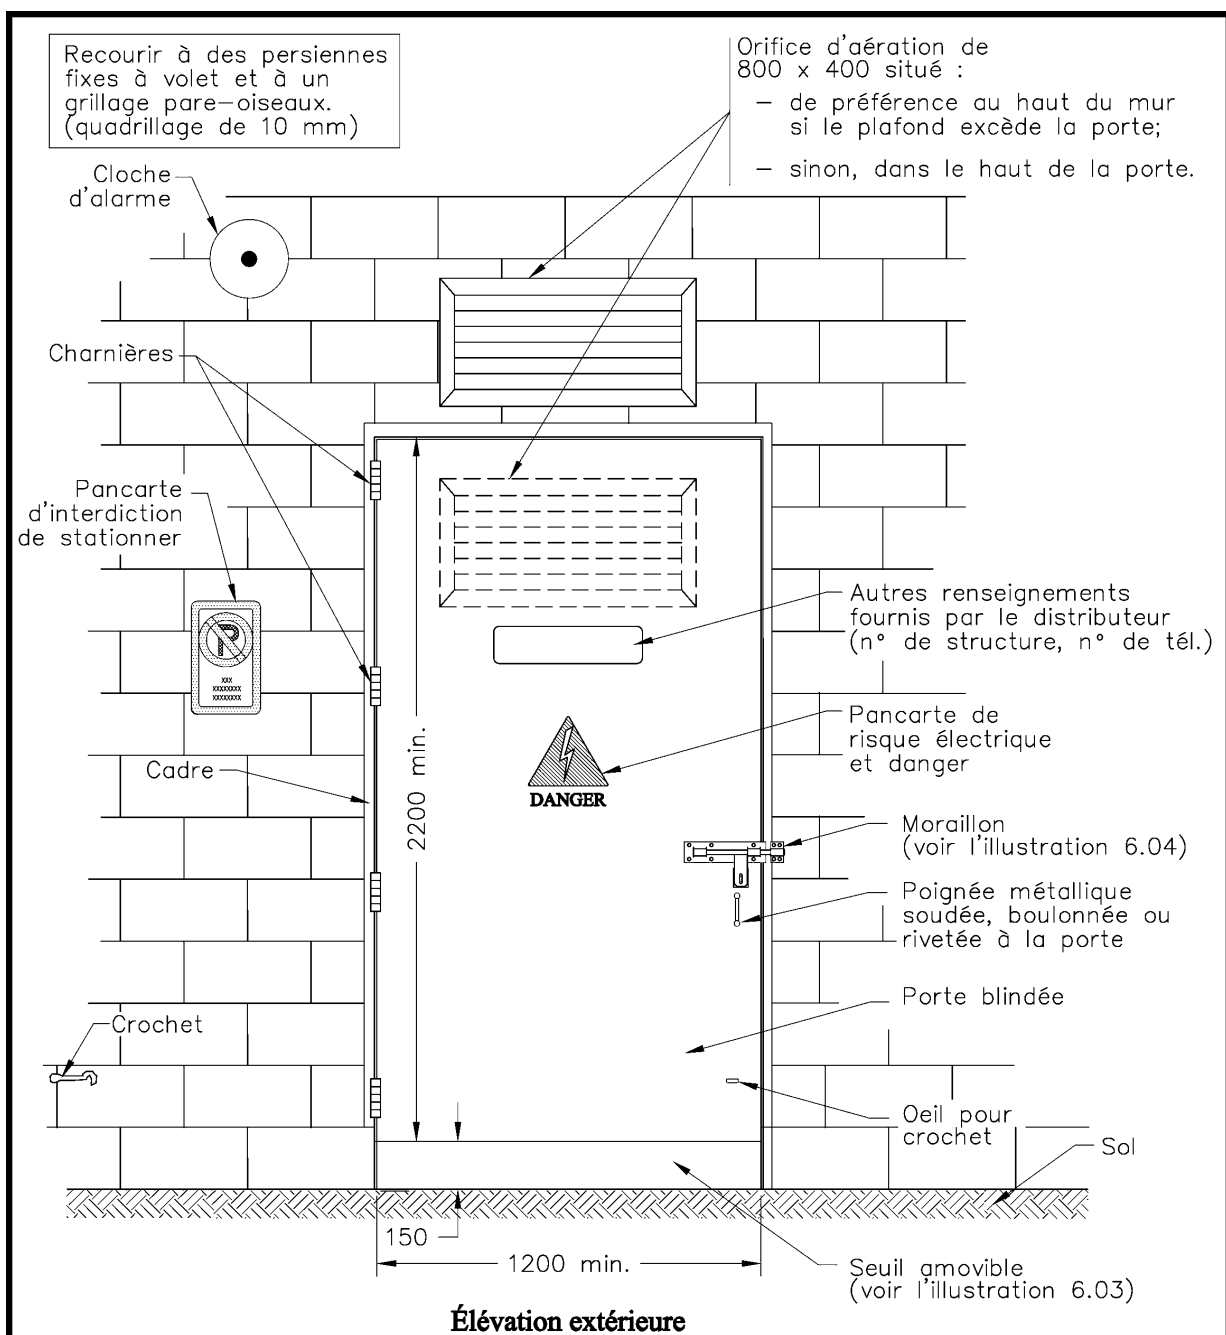 Recourir à des persiennes
fixes à volet et à un
grillage pare-oiseaux.
(quadrillage de 10 mm)
Orifice d'aération de
800 x 400 situé :
– de préférence au haut du mur
si le plafond excède la porte;
– sinon, dans le haut de la porte.
Cloche
d'alarme
Charnières
Pancarte
d'interdiction
de stationner
P
xxx
xxxxxxxx
xxxxxxxx
Autres renseignements
fournis par le distributeur
(n° de structure, n° de tél.)
Pancarte de
risque électrique
et danger
DANGER
Cadre
2200 min.
Moraillon
(voir l'illustration 6.04)
Poignée métallique
soudée, boulonnée ou
rivetée à la porte
Porte blindée
Crochet
Oeil pour
crochet
Sol
150
1200 min.
Seuil amovible
(voir l'illustration 6.03)
Élévation extérieure